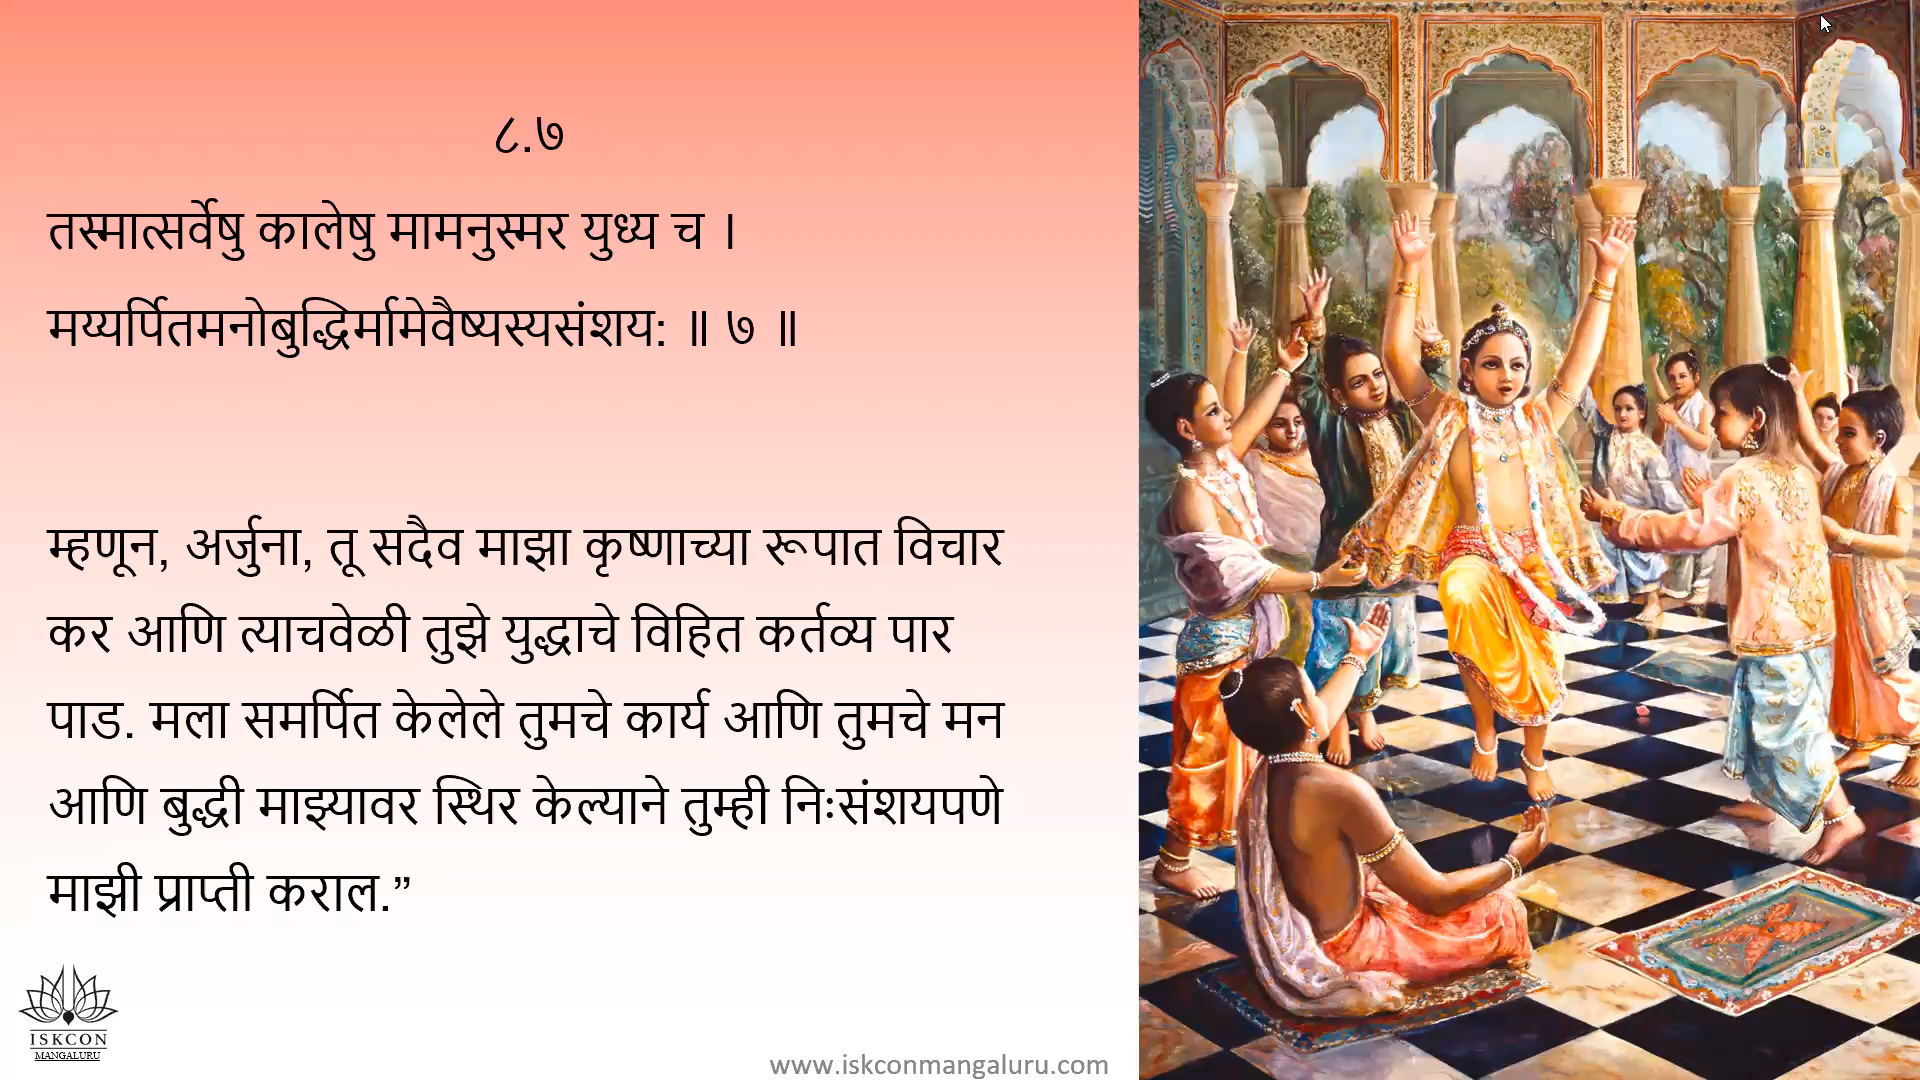 ८.७
तस्मात्सर्वेषु कालेषु मामनुस्मर युध्य च ।
मय्यर्पितमनोबुद्धिर्मामेवैष्यस्यसंशय: ॥ ७ ॥
म्हणून, अर्जुना, तू सदैव माझा कृष्णाच्या रूपात विचार
कर आणि त्याचवेळी तुझे युद्धाचे विहित कर्तव्य पार
पाड. मला समर्पित केलेले तुमचे कार्य आणि तुमचे मन
आणि बुद्धी माझ्यावर स्थिर केल्याने तुम्ही निःसंशयपणे
माझी प्राप्ती कराल.”
ISKCON
MANGALURU
www.iskconmangaluru.com